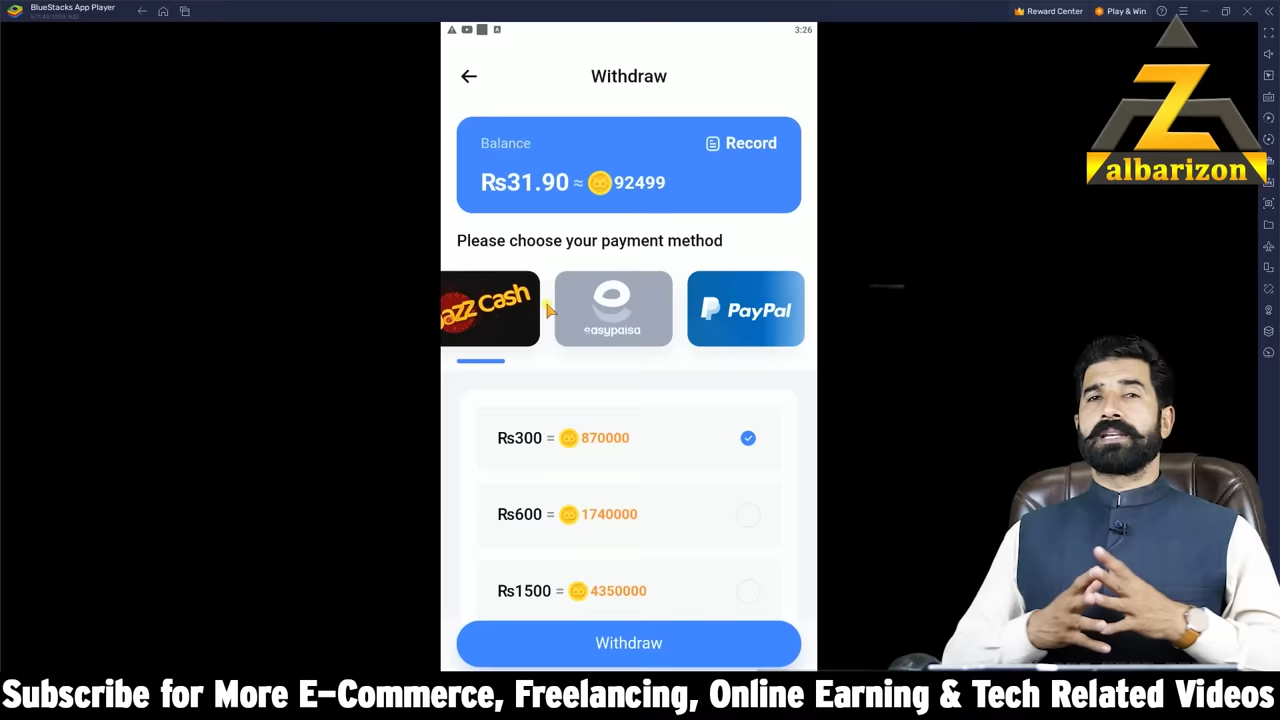 BlueStacks App Player
Reward Center
Play & Win
3:26
Withdraw
Balance
Record
Rs31.90 ≈ 92499
Please choose your payment method
azz Cash
easypaisa
PayPal
Rs300 = 870000
Rs600 = 1740000
Rs1500 = 4350000
Withdraw
Z
albarizon
Subscribe for More E-Commerce, Freelancing, Online Earning & Tech Related Videos